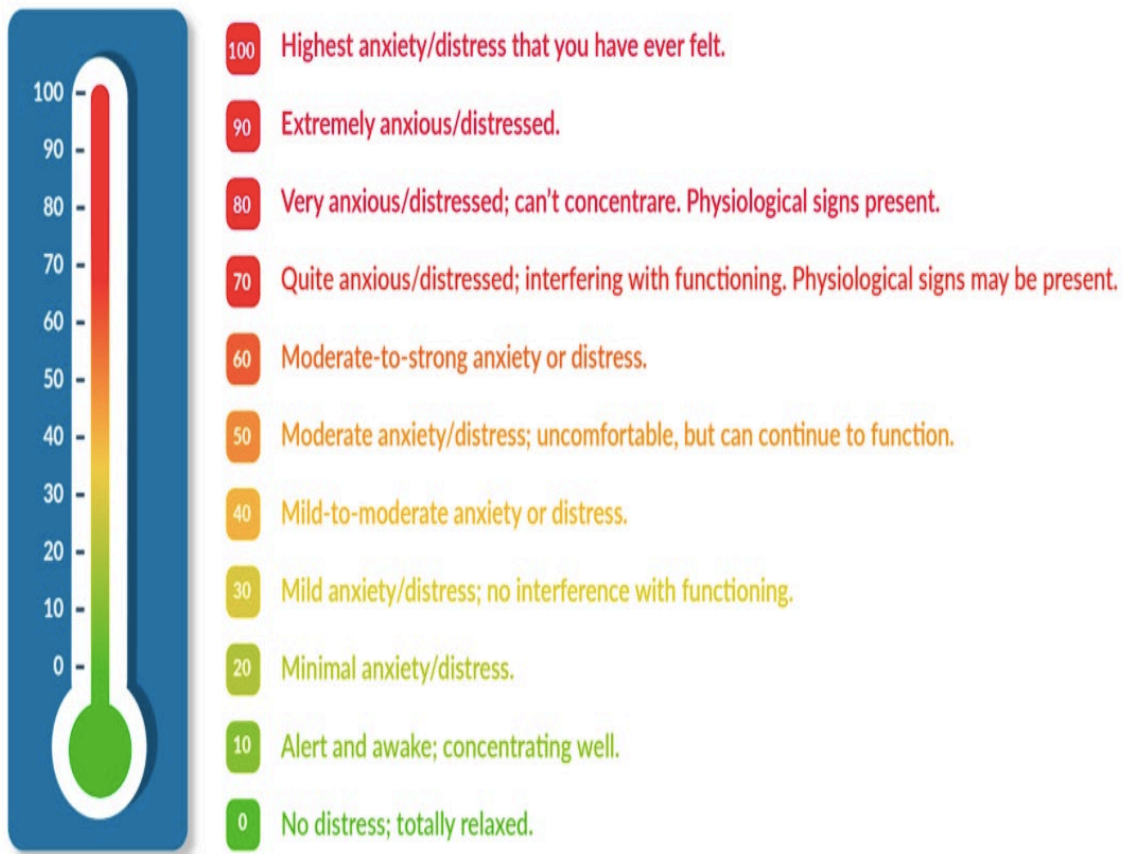 100
90
80
70
60
50
40
30
20
10
0
100 Highest anxiety/distress that you have ever felt.
90 Extremely anxious/distressed.
80 Very anxious/distressed; can't concentrare. Physiological signs present.
70 Quite anxious/distressed; interfering with functioning. Physiological signs may be present.
60 Moderate-to-strong anxiety or distress.
50 Moderate anxiety/distress; uncomfortable, but can continue to function.
40 Mild-to-moderate anxiety or distress.
30 Mild anxiety/distress; no interference with functioning.
20 Minimal anxiety/distress.
10 Alert and awake; concentrating well.
0 No distress; totally relaxed.